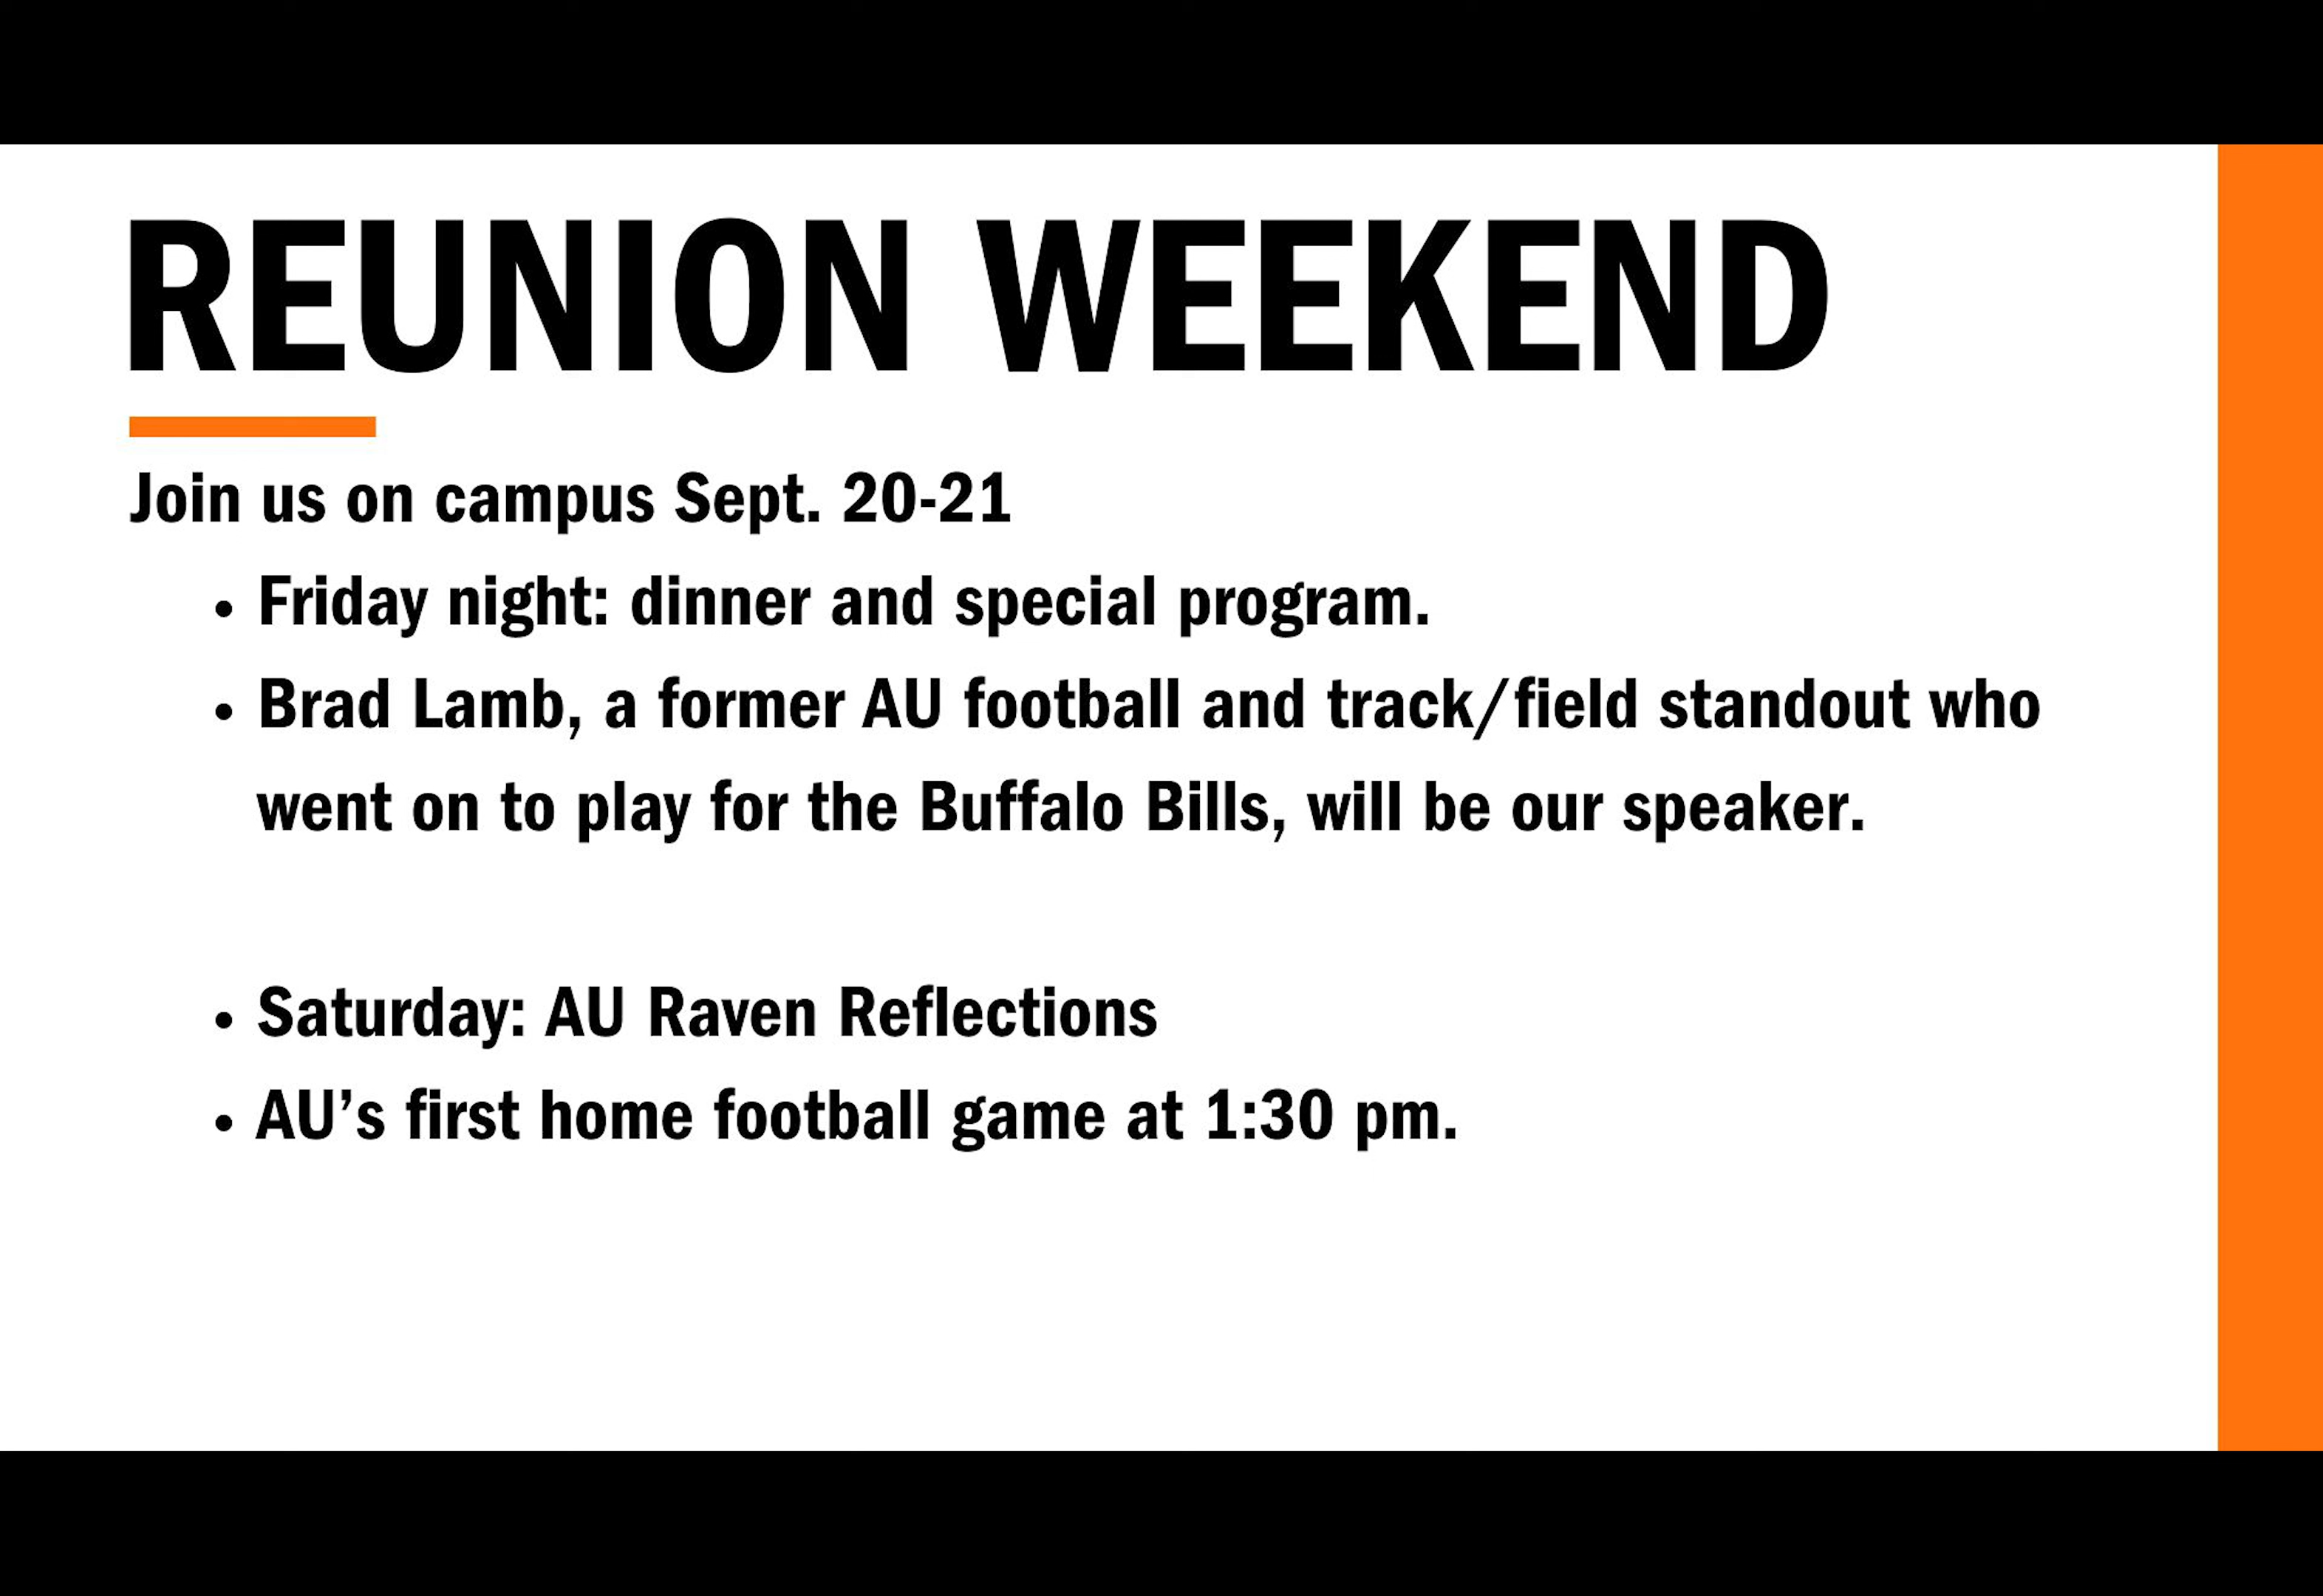 REUNION WEEKEND
Join us on campus Sept. 20-21
• Friday night: dinner and special program.
• Brad Lamb, a former AU football and track/field standout who
went on to play for the Buffalo Bills, will be our speaker.
• Saturday: AU Raven Reflections
• AU’s first home football game at 1:30 pm.